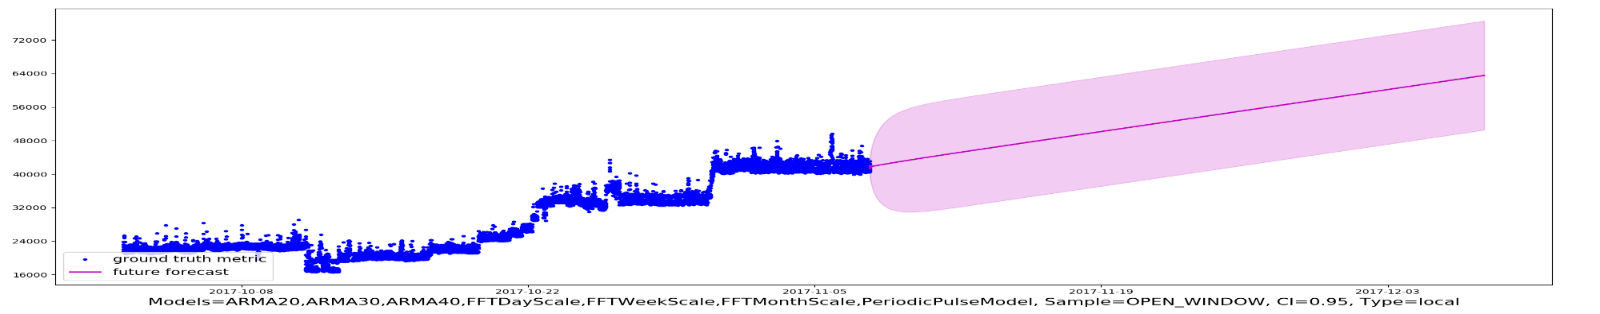 72000
64000
56000
48000
40000
32000
24000
16000
ground truth metric
future forecast
2017-10-08 2017-10-22 2017-11-05 2017-11-19 2017-12-03
Models=ARMA20,ARMA30,ARMA40,FFTDayScale,FFTWeekScale,FFTMonthScale,PeriodicPulseModel, Sample=OPEN_WINDOW, CI=0.95, Type=local